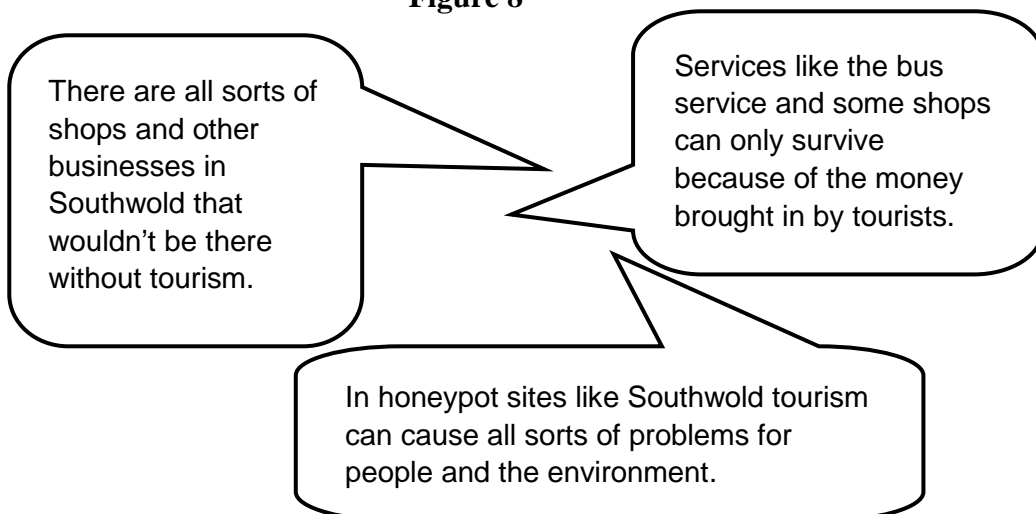 Figure 8
There are all sorts of
shops and other
businesses in
Southwold that
wouldn't be there
without tourism.
Services like the bus
service and some shops
can only survive
because of the money
brought in by tourists.
In honeypot sites like Southwold tourism
can cause all sorts of problems for
people and the environment.